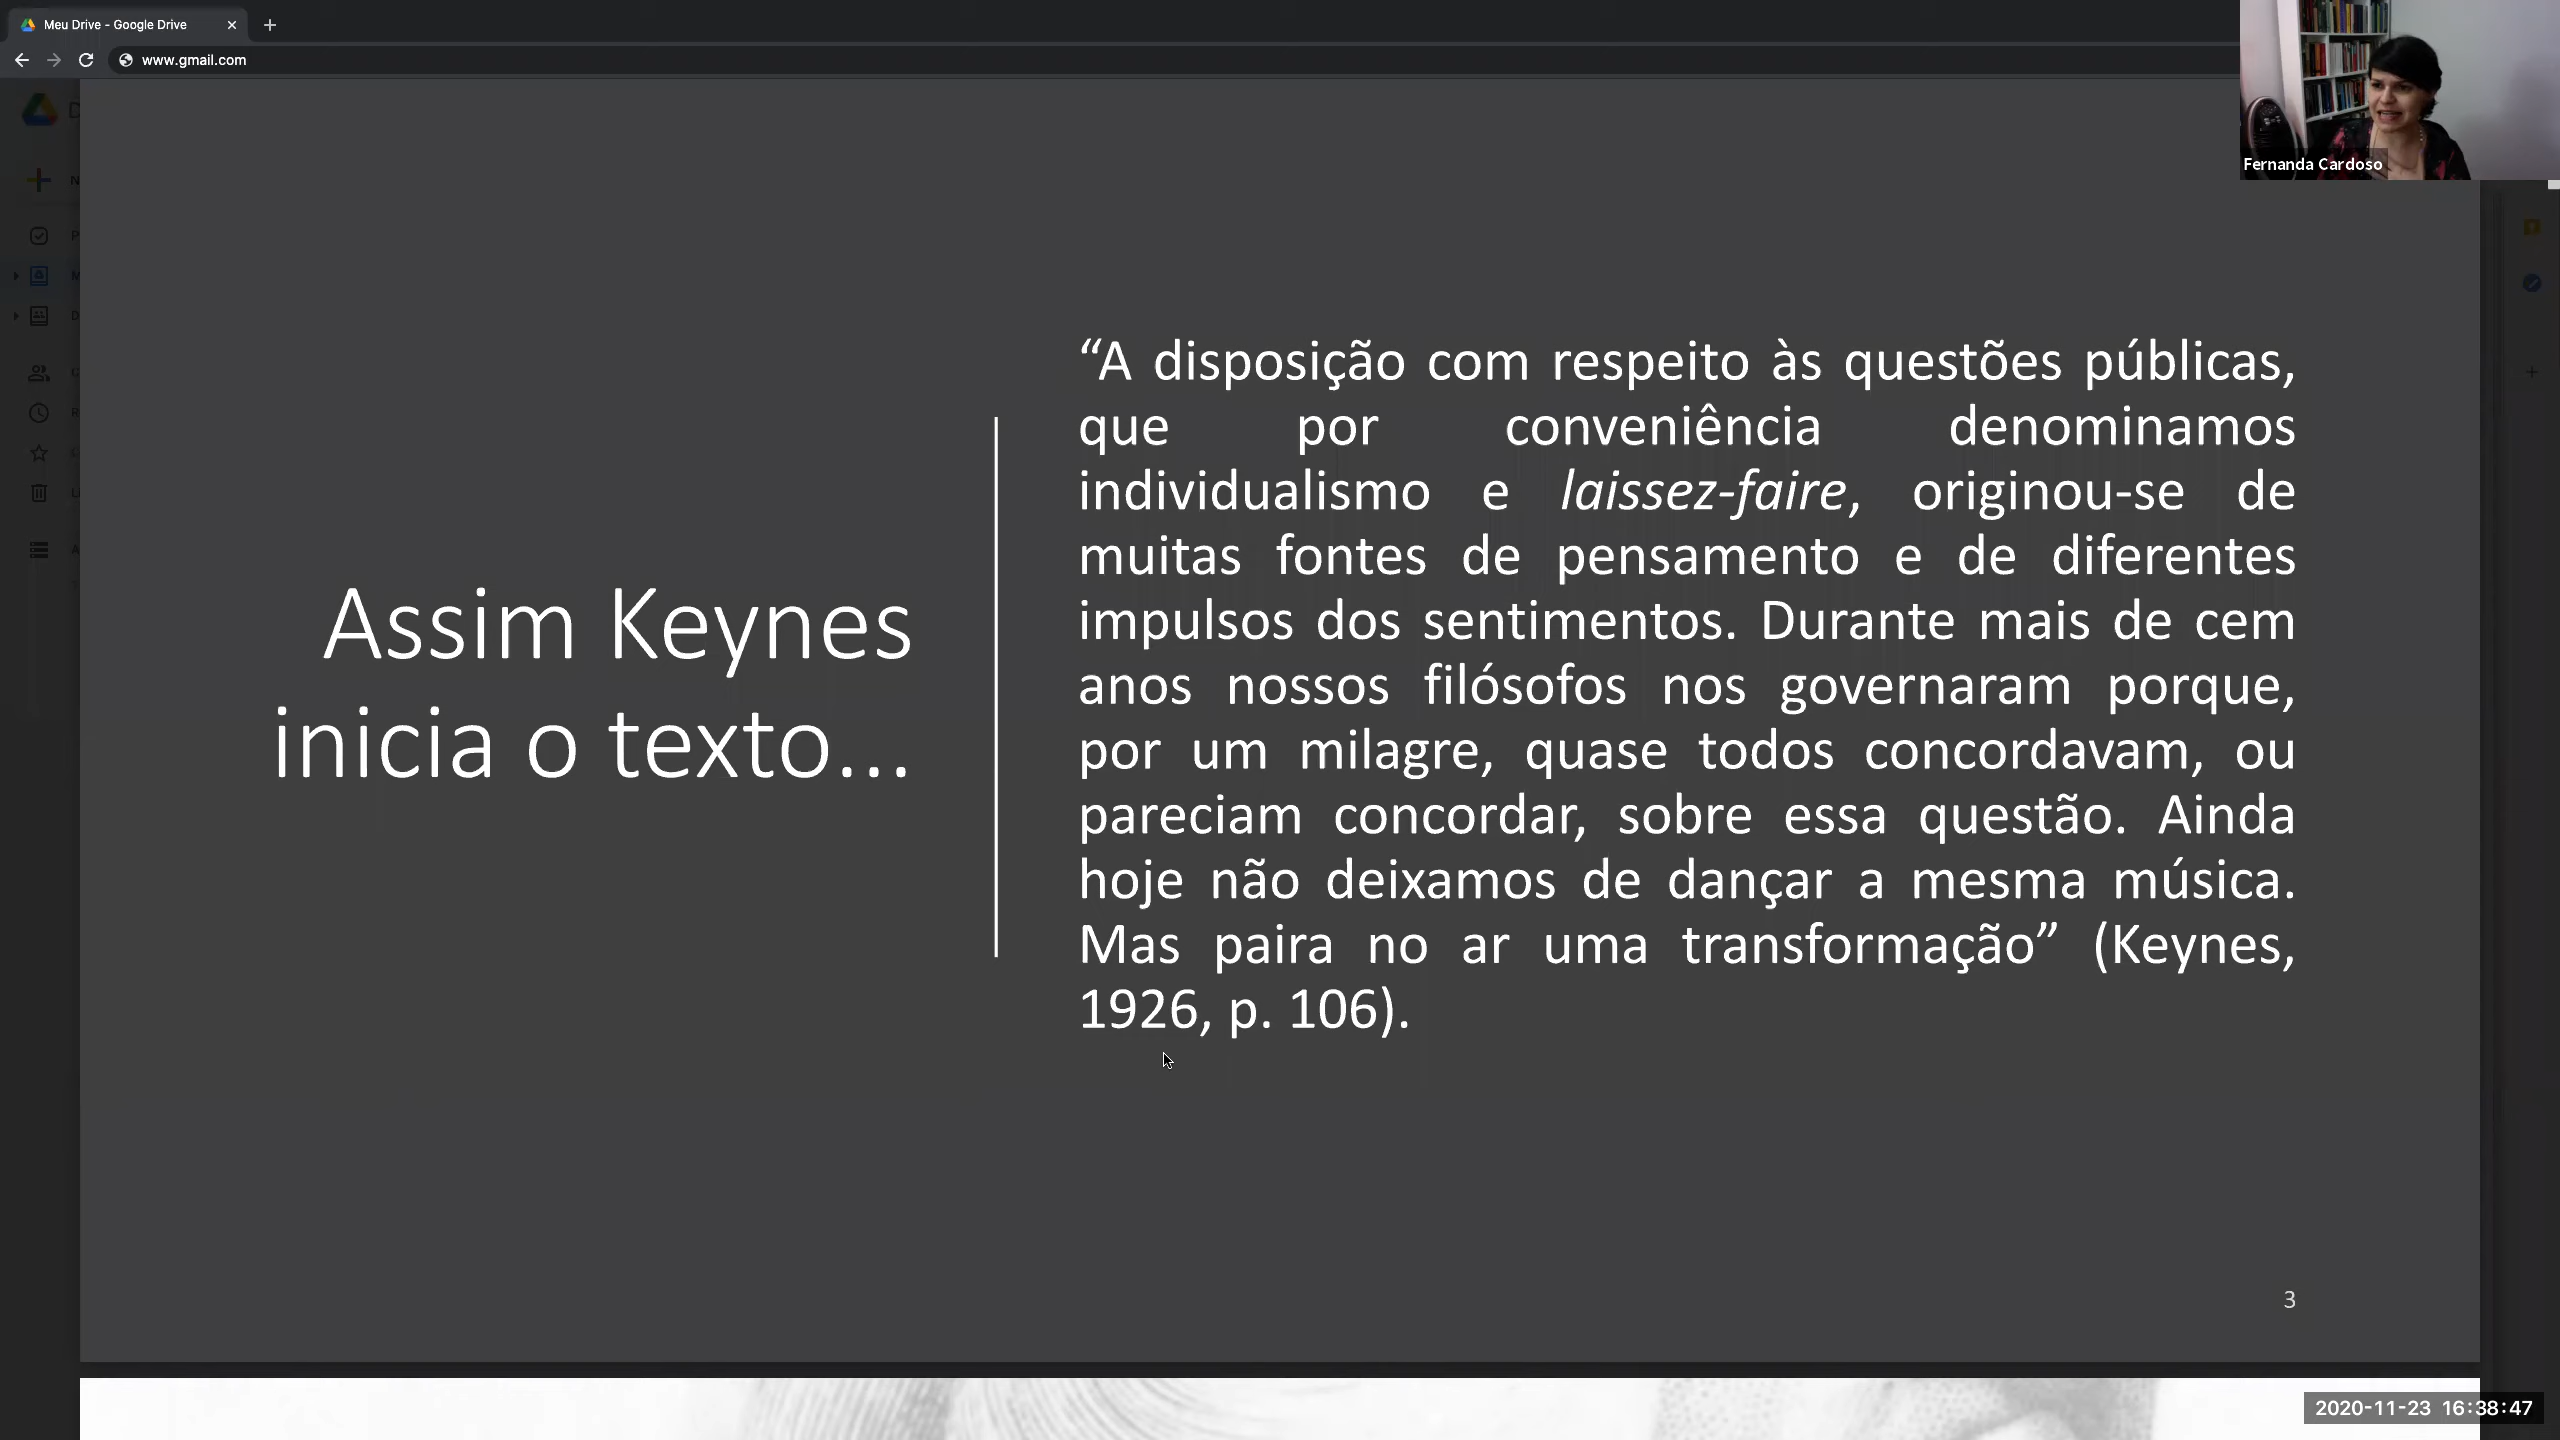 Meu Drive - Google Drive
www.gmail.com
Fernanda Cardoso
Assim Keynes
inicia o texto...
“A disposição com respeito às questões públicas,
que por conveniência denominamos
individualismo e laissez-faire, originou-se de
muitas fontes de pensamento e de diferentes
impulsos dos sentimentos. Durante mais de cem
anos nossos filósofos nos governaram porque,
por um milagre, quase todos concordavam, ou
pareciam concordar, sobre essa questão. Ainda
hoje não deixamos de dançar a mesma música.
Mas paira no ar uma transformação” (Keynes,
1926, p. 106).
3
2020-11-23 16:38:47